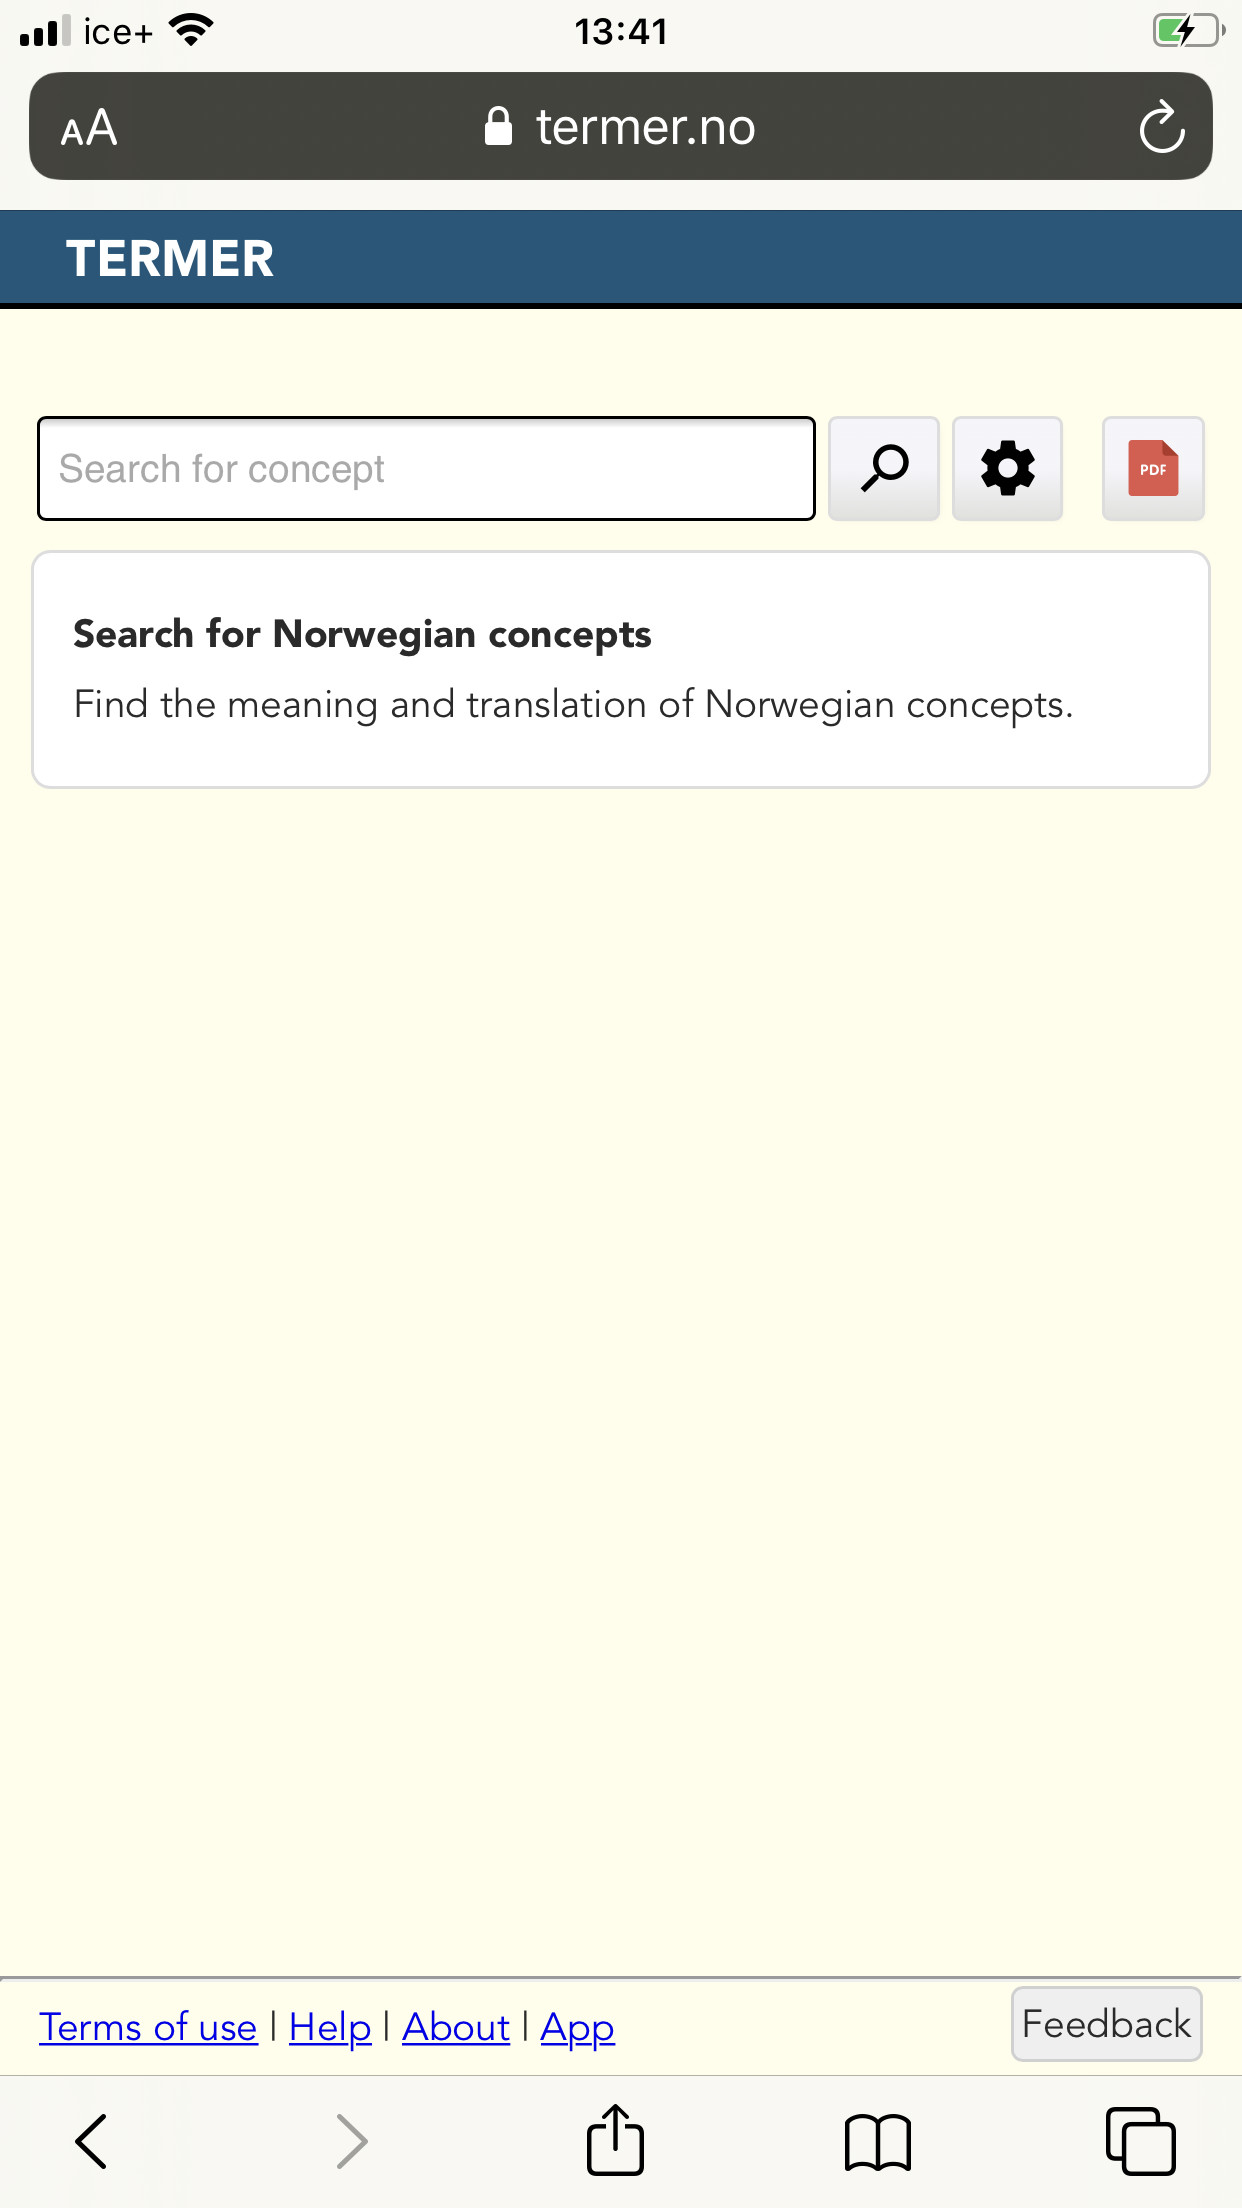 ice+
13:41
AA
termer.no
TERMER
Search for concept
PDF
Search for Norwegian concepts
Find the meaning and translation of Norwegian concepts.
Terms of use | Help | About | App
Feedback